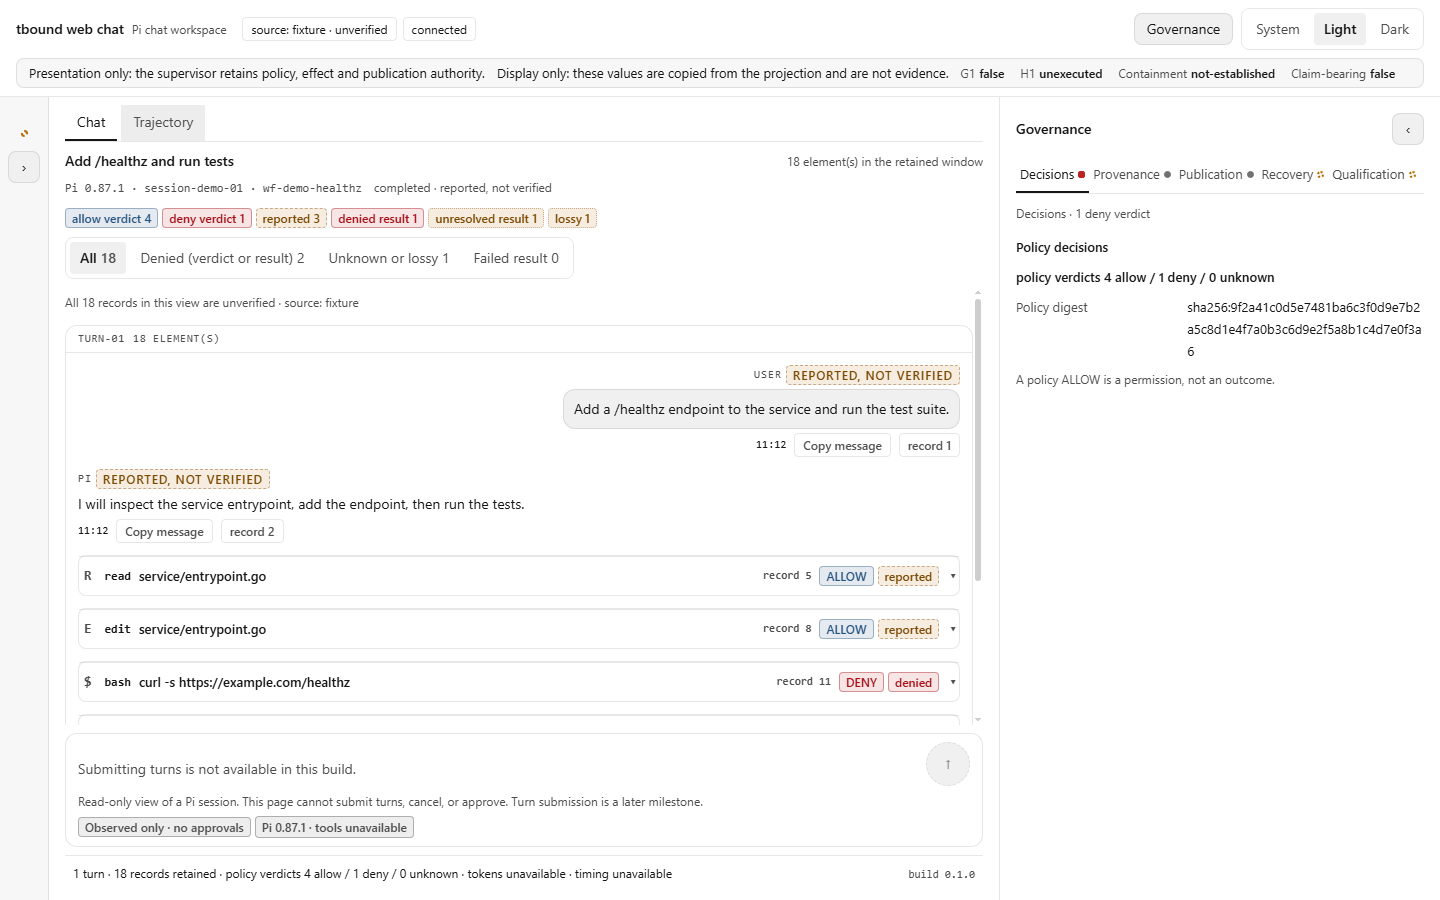 tbound web chat Pi chat workspace source: fixture · unverified connected Governance System Light Dark
Presentation only: the supervisor retains policy, effect and publication authority. Display only: these values are copied from the projection and are not evidence. G1 false H1 unexecuted Containment not-established Claim-bearing false
Chat Trajectory
Add /healthz and run tests 18 element(s) in the retained window
Pi 0.87.1 · session-demo-01 · wf-demo-healthz completed · reported, not verified
allow verdict 4 deny verdict 1 reported 3 denied result 1 unresolved result 1 lossy 1
All 18 Denied (verdict or result) 2 Unknown or lossy 1 Failed result 0
All 18 records in this view are unverified · source: fixture
TURN-01 18 ELEMENT(S)
USER REPORTED, NOT VERIFIED
Add a /healthz endpoint to the service and run the test suite.
11:12 Copy message record 1
PI REPORTED, NOT VERIFIED
I will inspect the service entrypoint, add the endpoint, then run the tests.
11:12 Copy message record 2
R read service/entrypoint.go record 5 ALLOW reported
E edit service/entrypoint.go record 8 ALLOW reported
$ bash curl -s https://example.com/healthz record 11 DENY denied
Submitting turns is not available in this build.
Read-only view of a Pi session. This page cannot submit turns, cancel, or approve. Turn submission is a later milestone.
Observed only · no approvals Pi 0.87.1 · tools unavailable
1 turn · 18 records retained · policy verdicts 4 allow / 1 deny / 0 unknown · tokens unavailable · timing unavailable build 0.1.0
Governance
Decisions Provenance Publication Recovery Qualification
Decisions · 1 deny verdict
Policy decisions
policy verdicts 4 allow / 1 deny / 0 unknown
Policy digest sha256:9f2a41c0d5e7481ba6c3f0d9e7b2
a5c8d1e4f7a0b3c6d9e2f5a8b1c4d7e0f3a
6
A policy ALLOW is a permission, not an outcome.